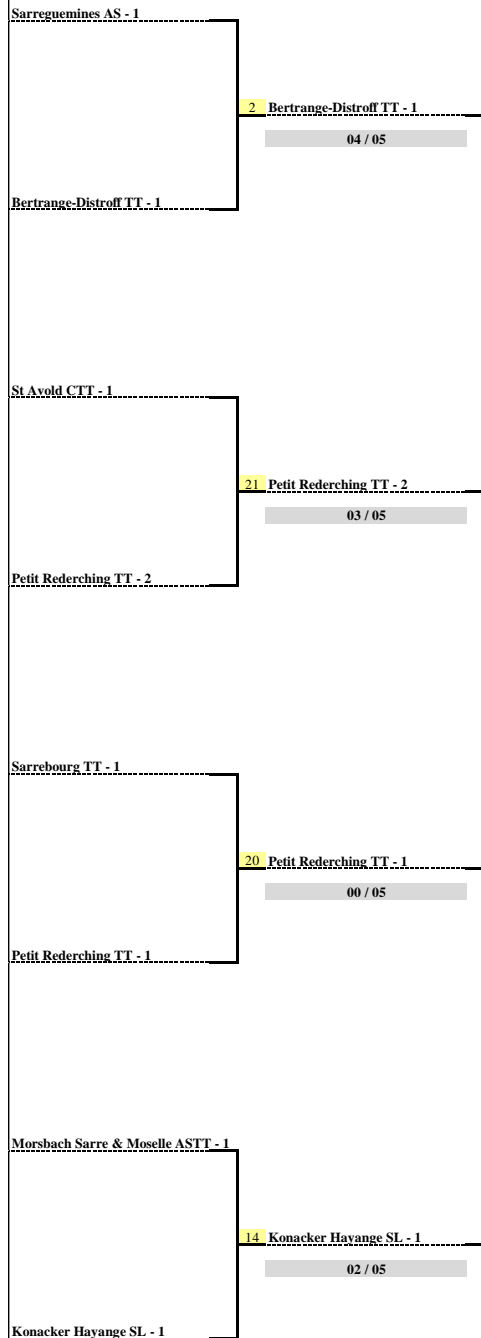 Sarreguemines AS - 1
2 Bertrange-Distroff TT - 1
04 / 05
Bertrange-Distroff TT - 1
St Avold CTT - 1
21 Petit Rederching TT - 2
03 / 05
Petit Rederching TT - 2
Sarrebourg TT - 1
20 Petit Rederching TT - 1
00 / 05
Petit Rederching TT - 1
Morsbach Sarre & Moselle ASTT - 1
14 Konacker Hayange SL - 1
02 / 05
Konacker Hayange SL - 1